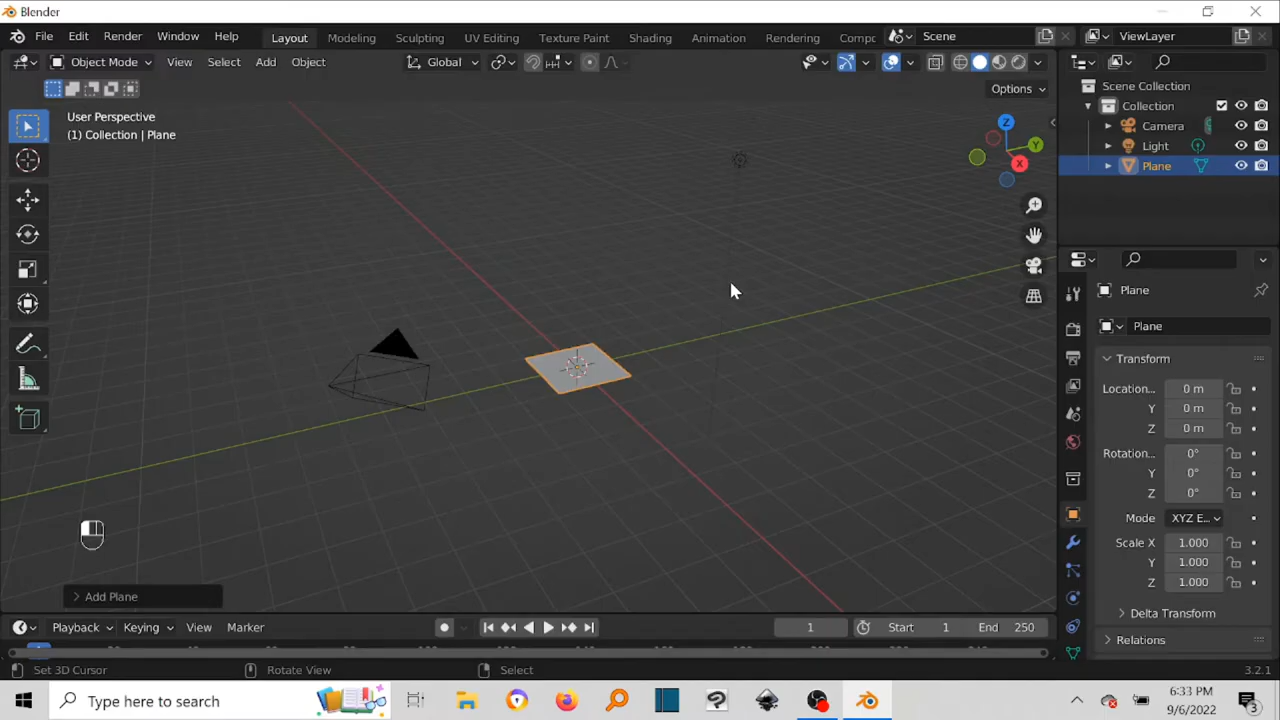 Blender
File Edit Render Window Help Layout Modeling Sculpting UV Editing Texture Paint Shading Animation Rendering Compc Scene ViewLayer
Object Mode View Select Add Object Global
Options
User Perspective
(1) Collection | Plane
Z
Y
X
Scene Collection
Collection
Camera
Light
Plane
Plane
Plane
Transform
Location... 0 m
Y 0 m
Z 0 m
Rotation... 0°
Y 0°
Z 0°
Mode XYZ E...
Scale X 1.000
Y 1.000
Z 1.000
Delta Transform
Relations
Add Plane
Playback Keying View Marker 1 Start 1 End 250
Set 3D Cursor Rotate View Select 3.2.1
Type here to search
6:33 PM
9/6/2022
3